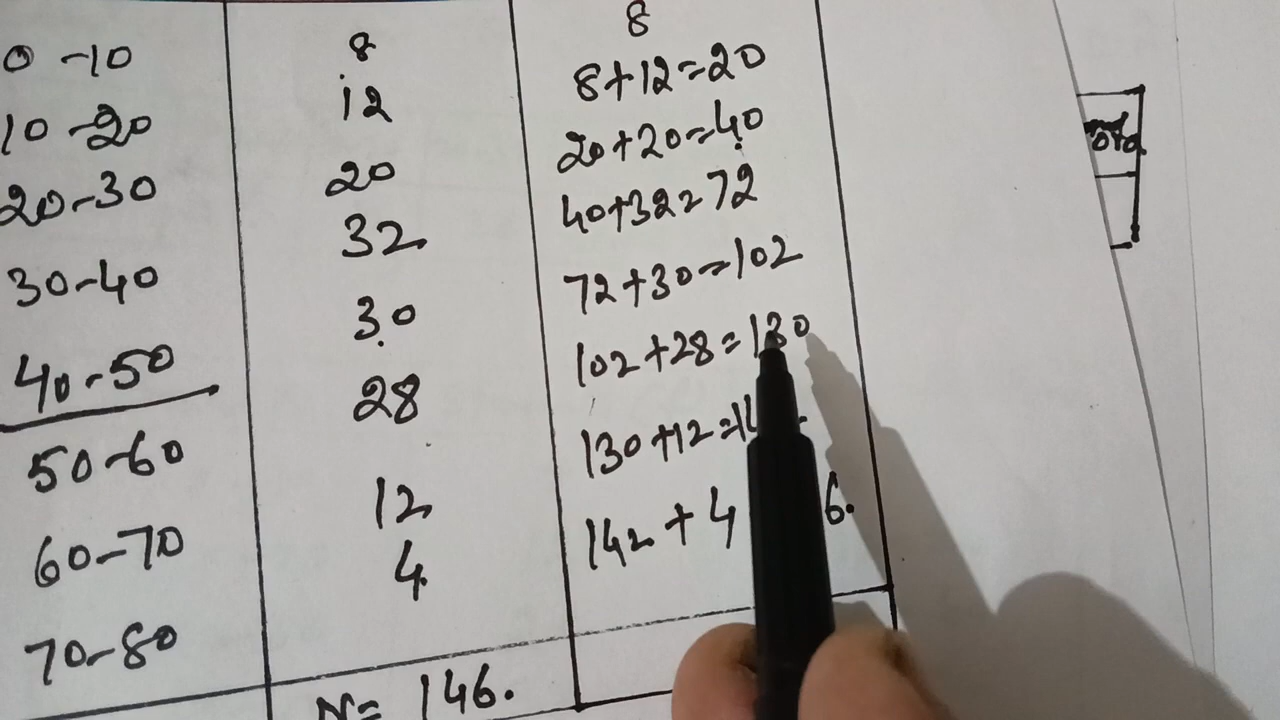 0-10 8 8
10-20 12 8+12=20
20-30 20 20+20=40
30-40 32 40+32=72
40-50 30 72+30=102
50-60 28 102+28=130
60-70 12 130+12=
70-80 4 142+4
N= 146.